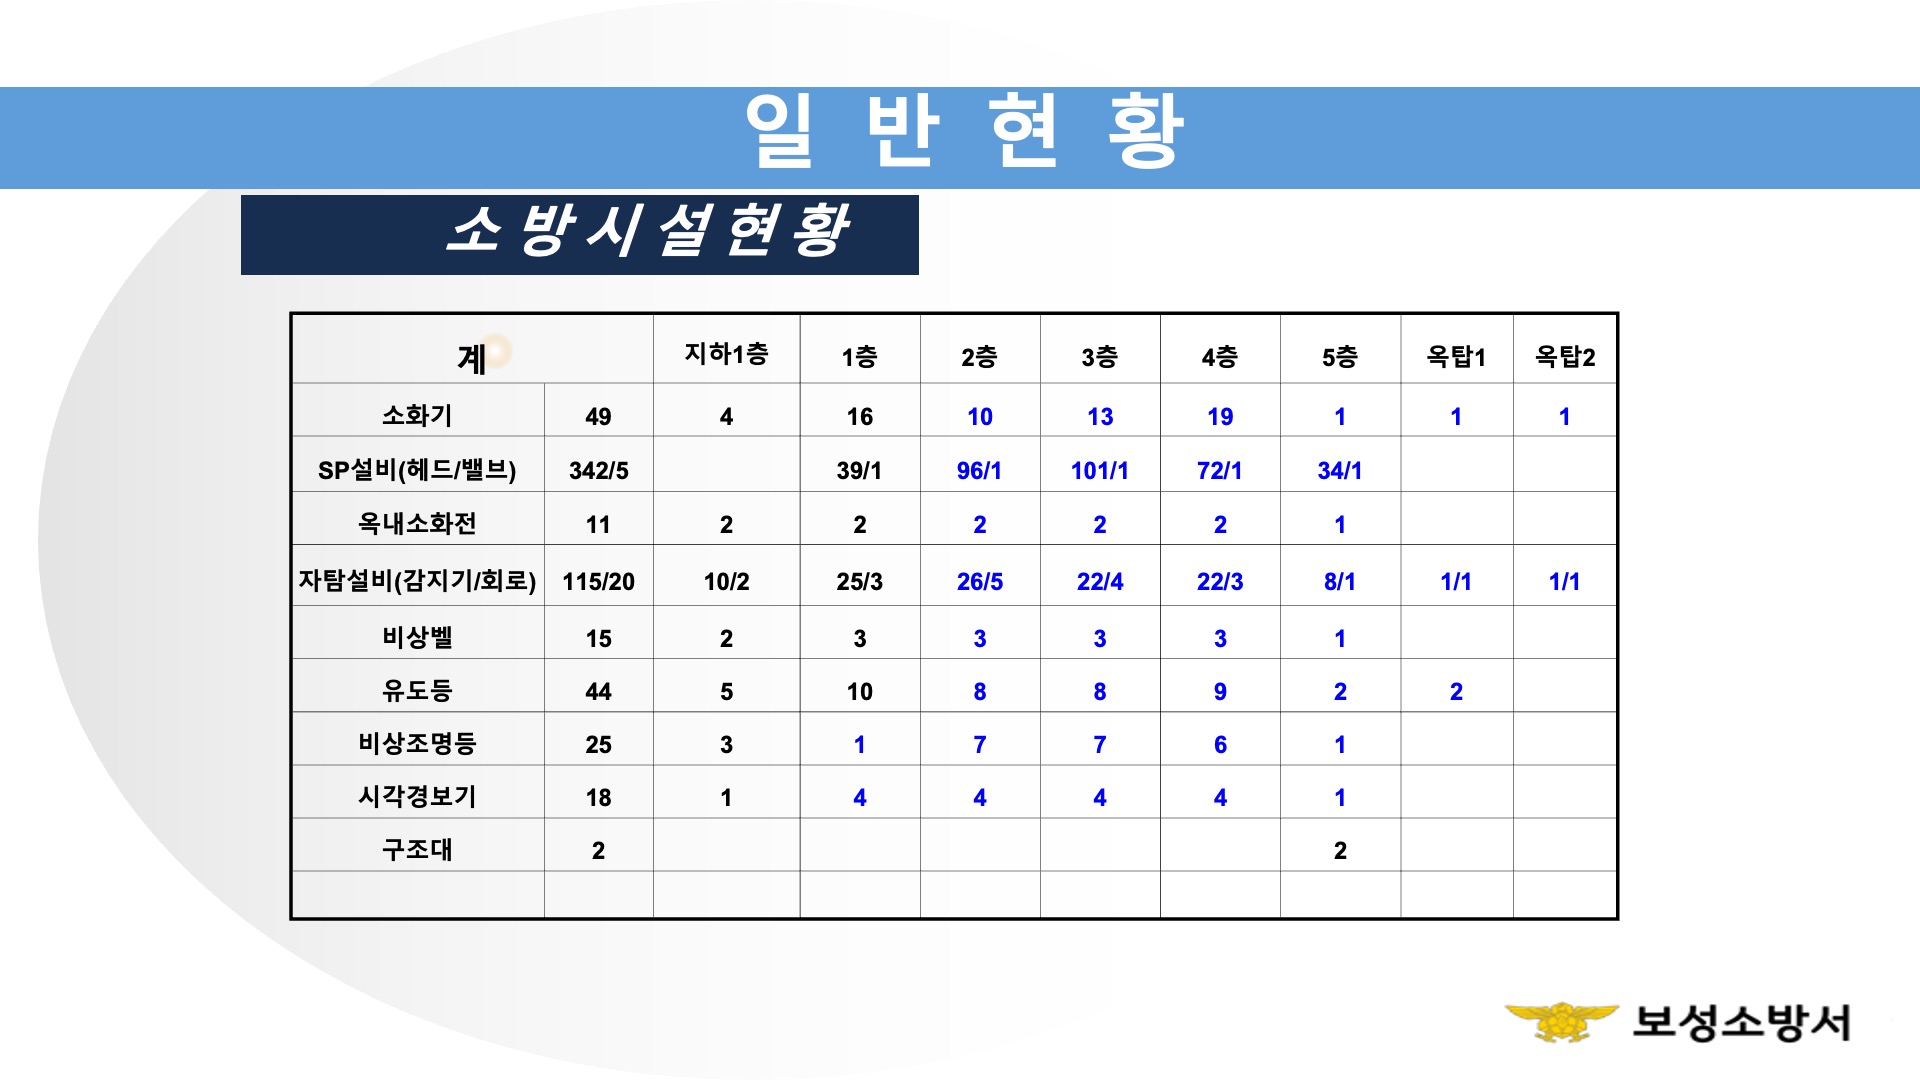 일 반 현 황
소 방 시 설 현 황
계 지하1층 1층 2층 3층 4층 5층 옥탑1 옥탑2
소화기 49 4 16 10 13 19 1 1 1
SP설비(헤드/밸브) 342/5 39/1 96/1 101/1 72/1 34/1
옥내소화전 11 2 2 2 2 2 1
자탐설비(감지기/회로) 115/20 10/2 25/3 26/5 22/4 22/3 8/1 1/1 1/1
비상벨 15 2 3 3 3 3 1
유도등 44 5 10 8 8 9 2 2
비상조명등 25 3 1 7 7 6 1
시각경보기 18 1 4 4 4 4 1
구조대 2 2
보성소방서